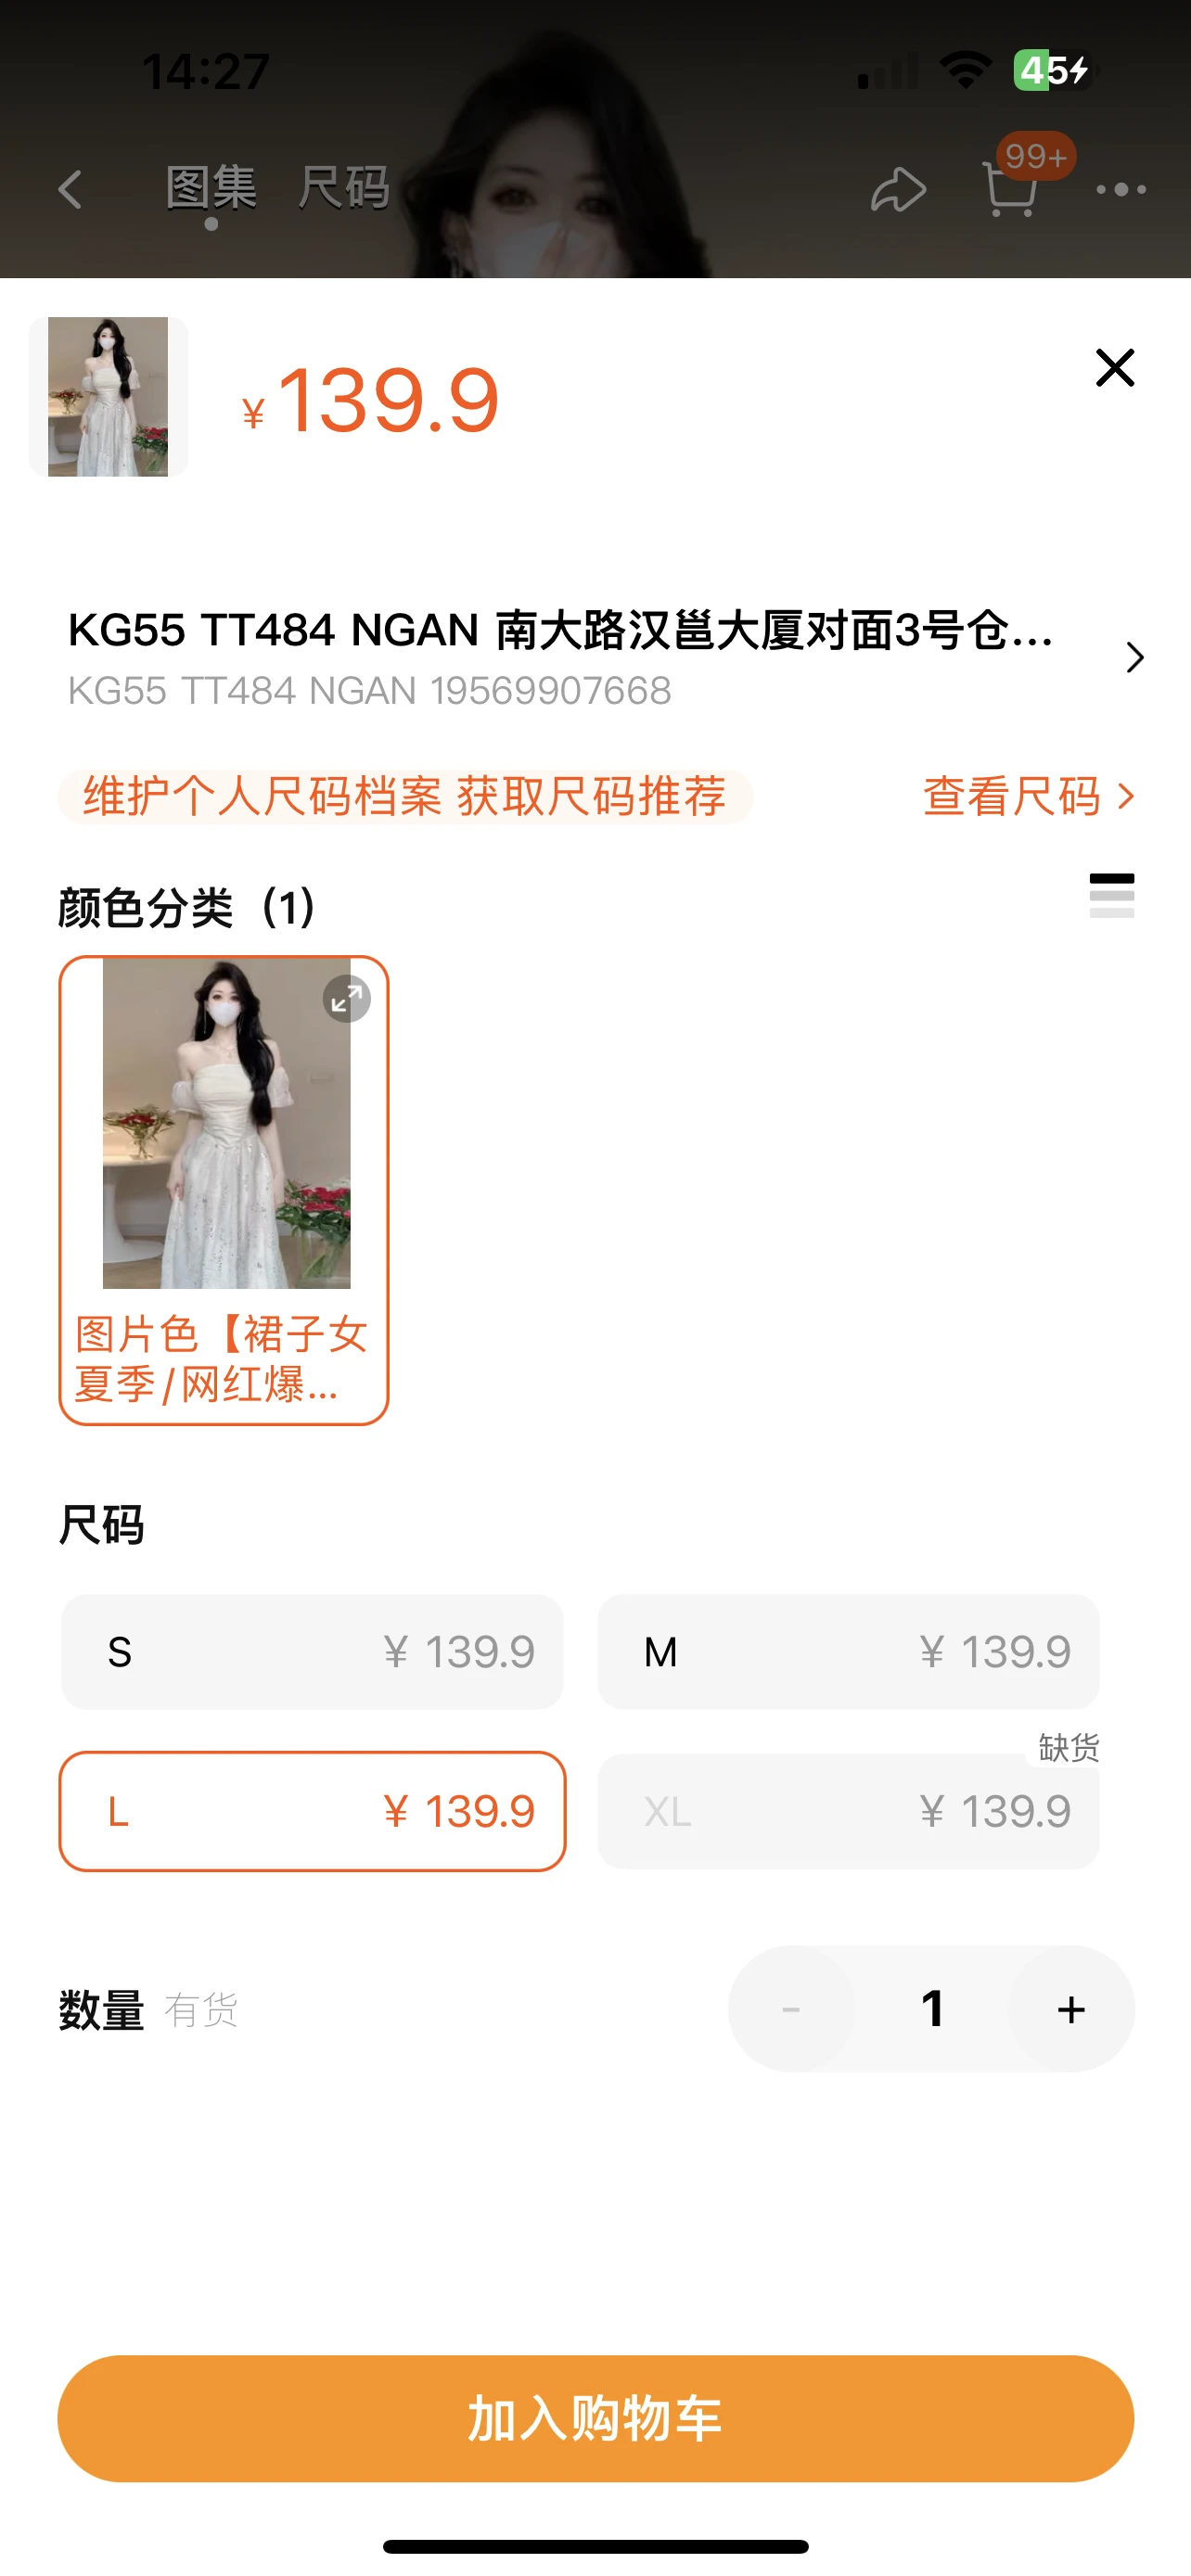 14:27
45
图集 尺码
99+
¥139.9
KG55 TT484 NGAN 南大路汉邕大厦对面3号仓...
KG55 TT484 NGAN 19569907668
维护个人尺码档案 获取尺码推荐
查看尺码
颜色分类（1）
图片色【裙子女
夏季/网红爆...
尺码
S ¥ 139.9
M ¥ 139.9
缺货
L ¥ 139.9
XL ¥ 139.9
数量 有货
- 1 +
加入购物车